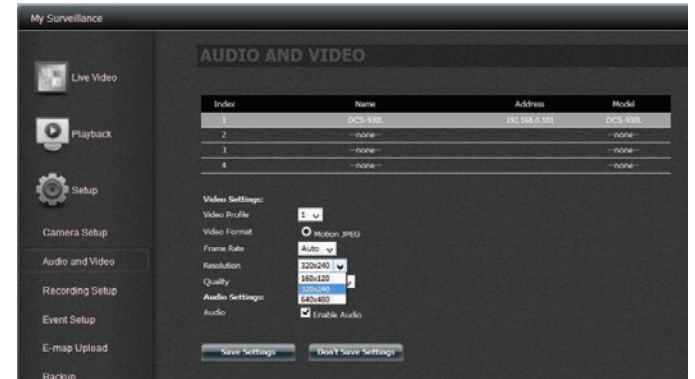 My Surveillance
Live Video
Playback
Setup
Camera Setup
Audio and Video
Recording Setup
Event Setup
E-map Upload
Backup
AUDIO AND VIDEO
Index Name Address Model
1 DCS-930L 192.168.0.101 DCS-930L
2 --none-- --none--
3 --none-- --none--
4 --none-- --none--
Video Settings:
Video Profile 1
Video Format Motion JPEG
Frame Rate Auto
Resolution 320x240
160x120
320x240
640x480
Quality
Audio Settings:
Audio Enable Audio
Save Settings Don't Save Settings